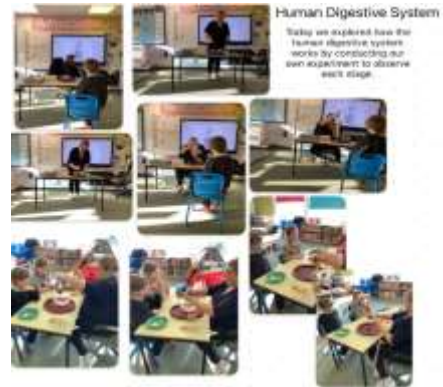 Human Digestive System
Today we explored how the
human digestive system
works by conducting our
own experiment to observe
each stage.